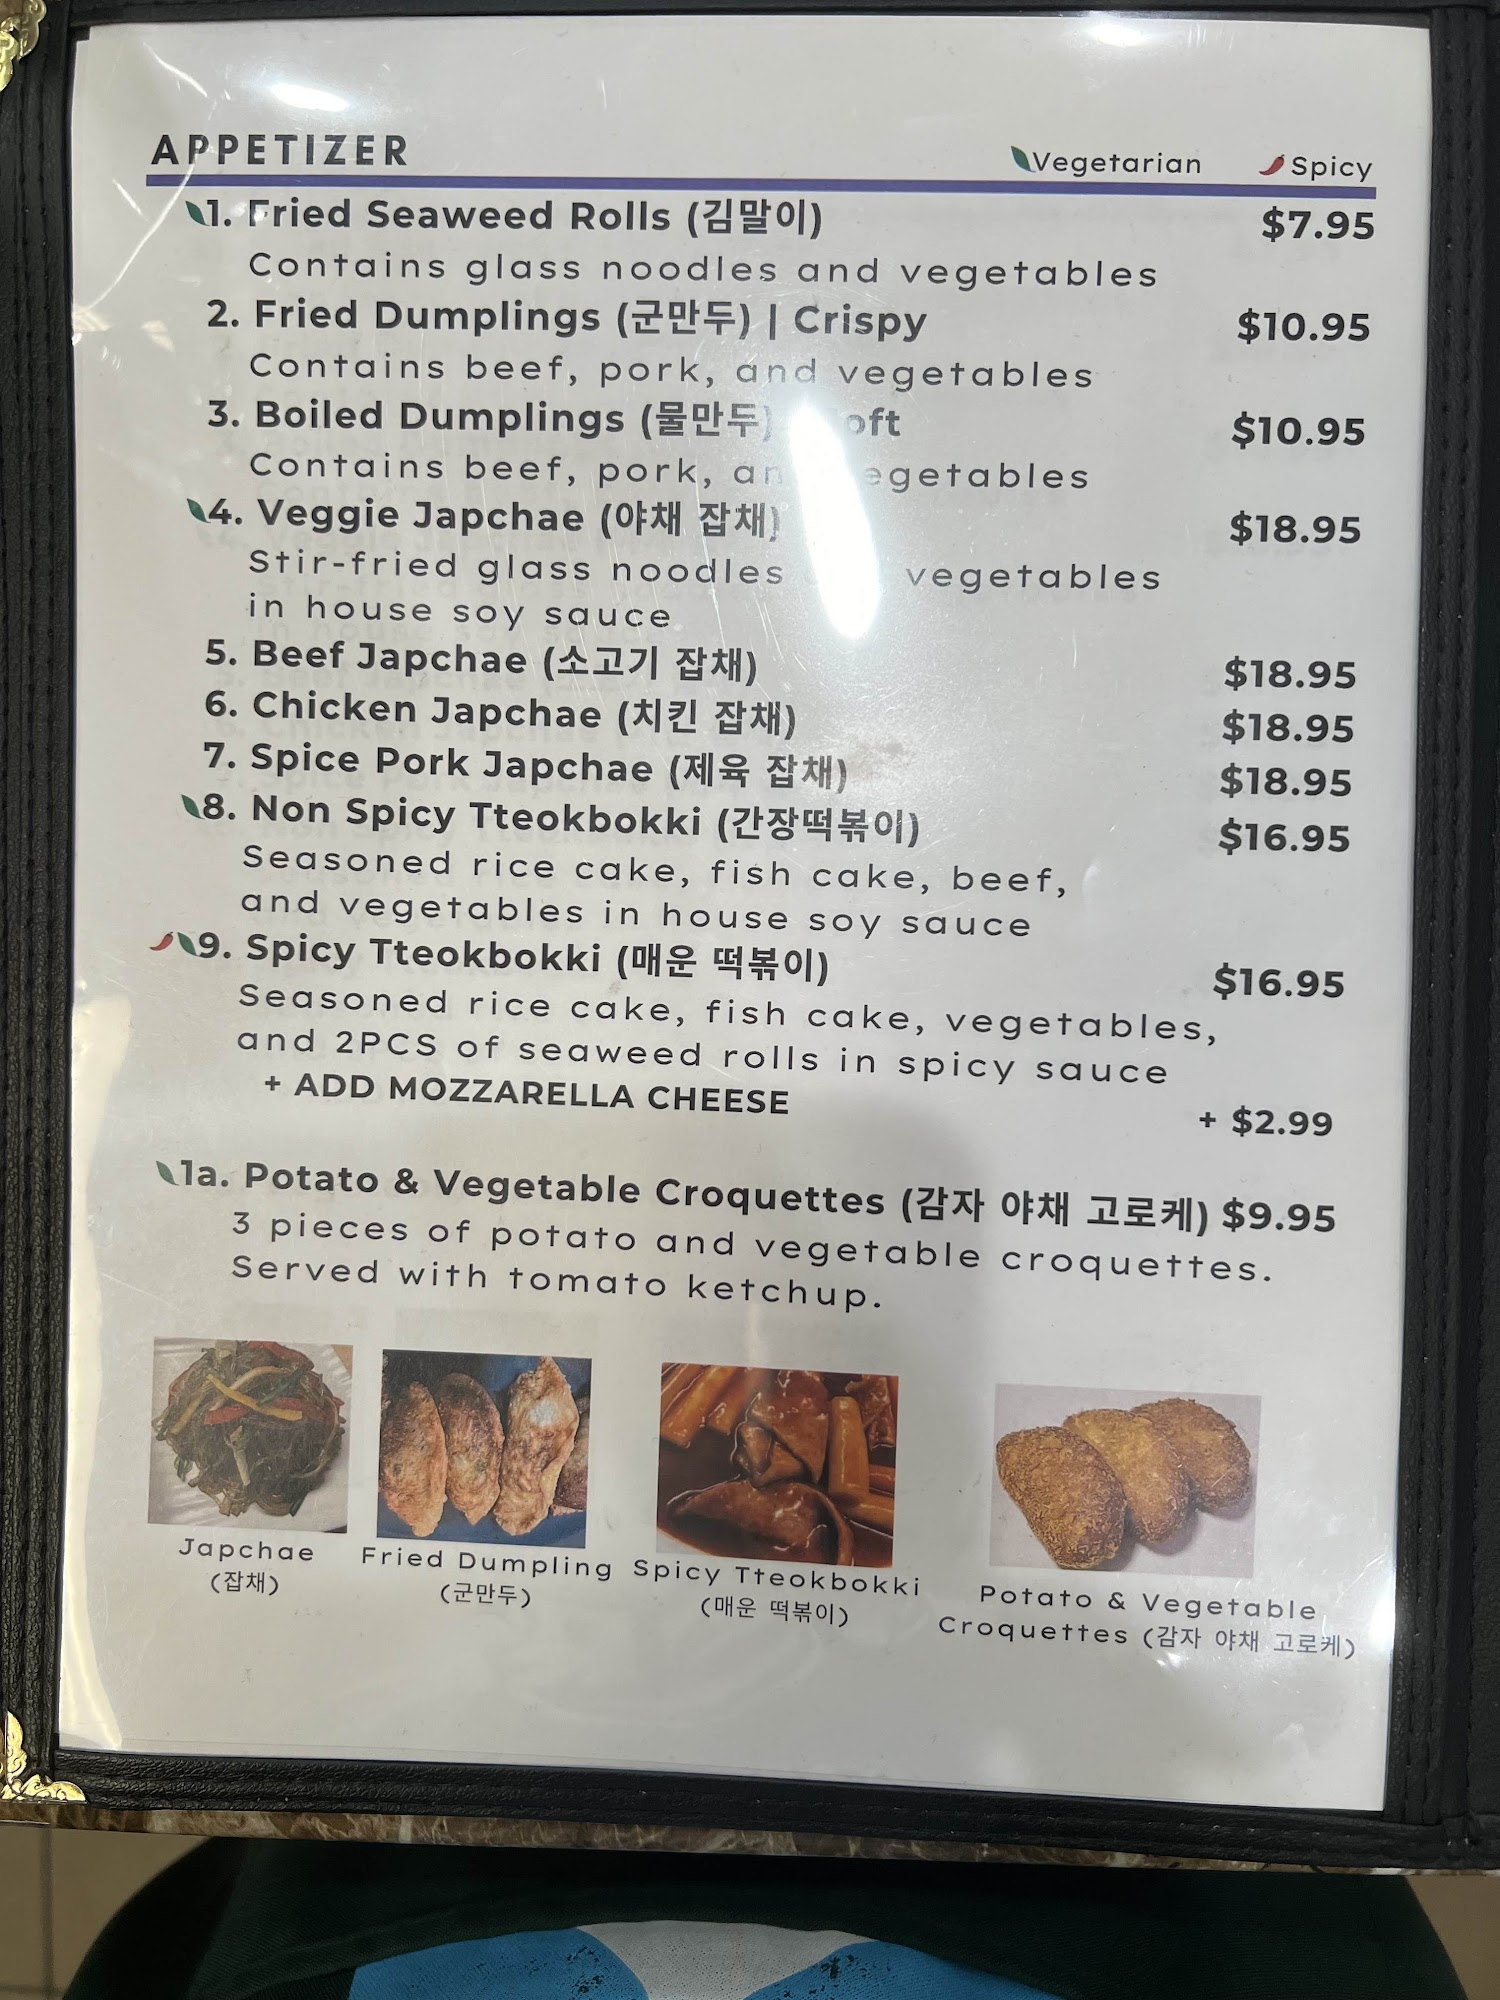 APPETIZER
Vegetarian Spicy
1. Fried Seaweed Rolls (김말이) $7.95
Contains glass noodles and vegetables
2. Fried Dumplings (군만두) | Crispy $10.95
Contains beef, pork, and vegetables
3. Boiled Dumplings (물만두) $10.95
Contains beef, pork,
4. Veggie Japchae (야채 잡채) $18.95
Stir-fried glass noodles vegetables
in house soy sauce
5. Beef Japchae (소고기 잡채) $18.95
6. Chicken Japchae (치킨 잡채) $18.95
7. Spice Pork Japchae (제육 잡채) $18.95
8. Non Spicy Tteokbokki (간장떡볶이) $16.95
Seasoned rice cake, fish cake, beef,
and vegetables in house soy sauce
9. Spicy Tteokbokki (매운 떡볶이) $16.95
Seasoned rice cake, fish cake, vegetables,
and 2PCS of seaweed rolls in spicy sauce
+ ADD MOZZARELLA CHEESE + $2.99
1a. Potato & Vegetable Croquettes (감자 야채 고로케) $9.95
3 pieces of potato and vegetable croquettes.
Served with tomato ketchup.
Japchae
(잡채)
Fried Dumpling
(군만두)
Spicy Tteokbokki
(매운 떡볶이)
Potato & Vegetable
Croquettes (감자 야채 고로케)